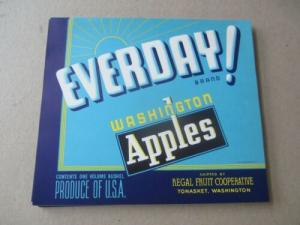 EVERDAY!
BRAND
WASHINGTON
Apples
CONTENTS ONE VOLUME BUSHEL
PRODUCE OF U.S.A.
SHIPPED BY
REGAL FRUIT COOPERATIVE
TONASKET, WASHINGTON